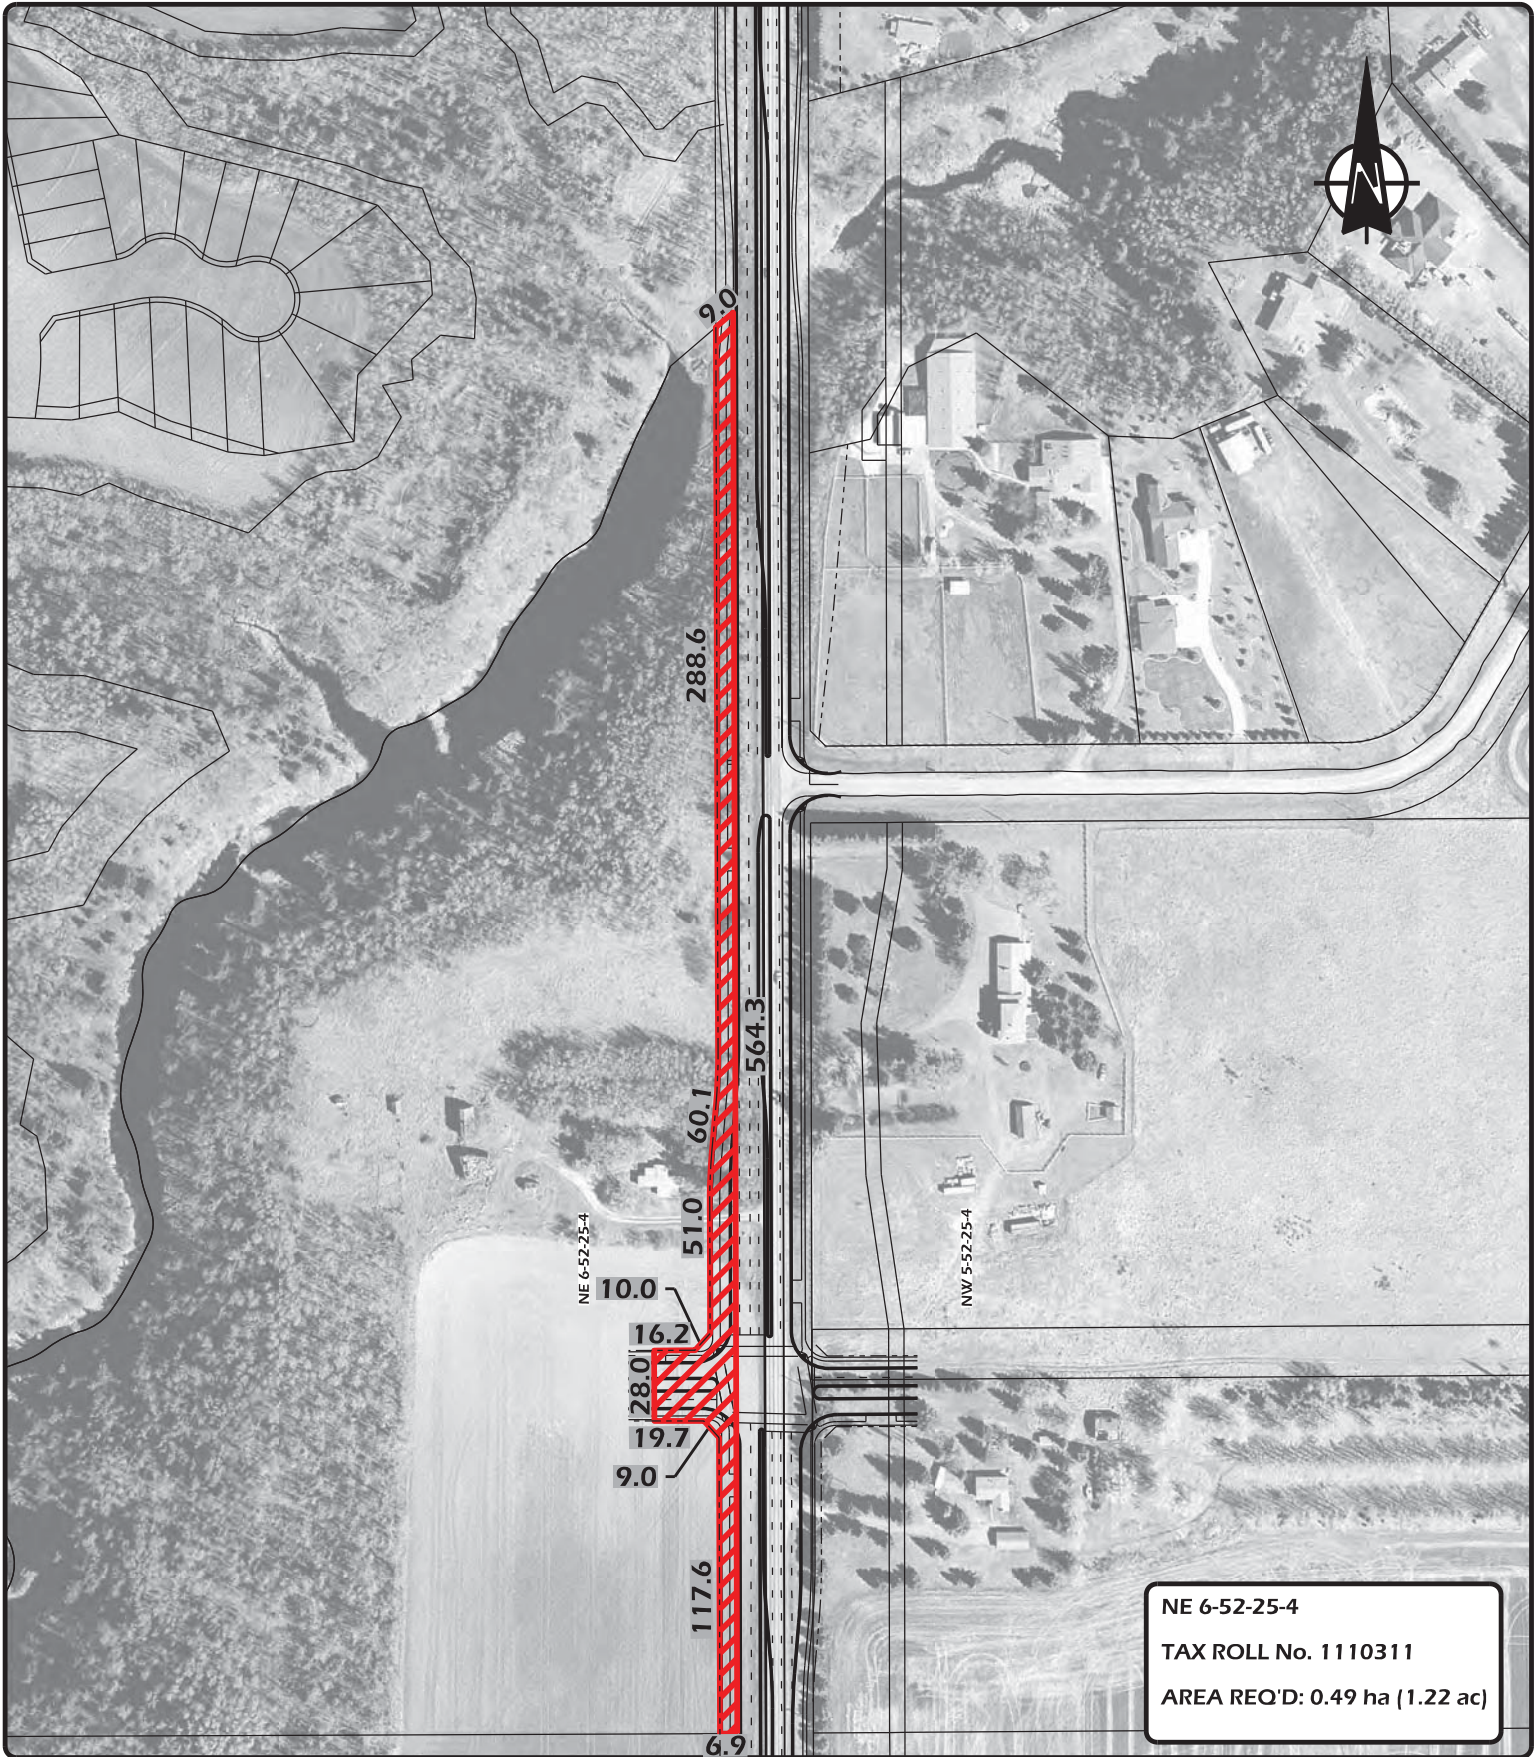 N
9.0
288.6
564.3
60.1
51.0
NE 6-52-25-4
NW 5-52-25-4
10.0
16.2
28.0
19.7
9.0
117.6
6.9
NE 6-52-25-4
TAX ROLL No. 1110311
AREA REQ'D: 0.49 ha (1.22 ac)